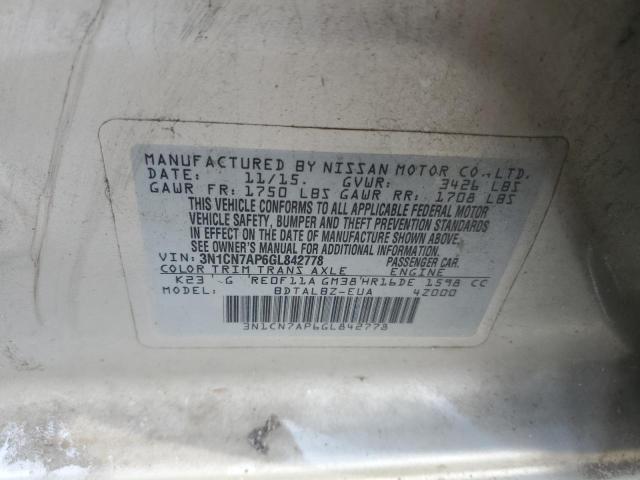 MANUFACTURED BY NISSAN MOTOR CO.,LTD.
DATE: 11/15. GVWR: 3426 LBS
GAWR FR: 1750 LBS GAWR RR: 1708 LBS
THIS VEHICLE CONFORMS TO ALL APPLICABLE FEDERAL MOTOR
VEHICLE SAFETY, BUMPER AND THEFT PREVENTION STANDARDS
IN EFFECT ON THE DATE OF MANUFACTURE SHOWN ABOVE.
SEE OWNER'S MANUAL FOR ADDITIONAL INFORMATION.
VIN: 3N1CN7AP6GL842778 PASSENGER CAR.
COLOR TRIM TRANS AXLE ENGINE
K23 G 'RE0F11A GM38'HR16DE 1598 CC
MODEL: BDTALBZ-EUA 4Z000
3N1CN7AP6GL842778